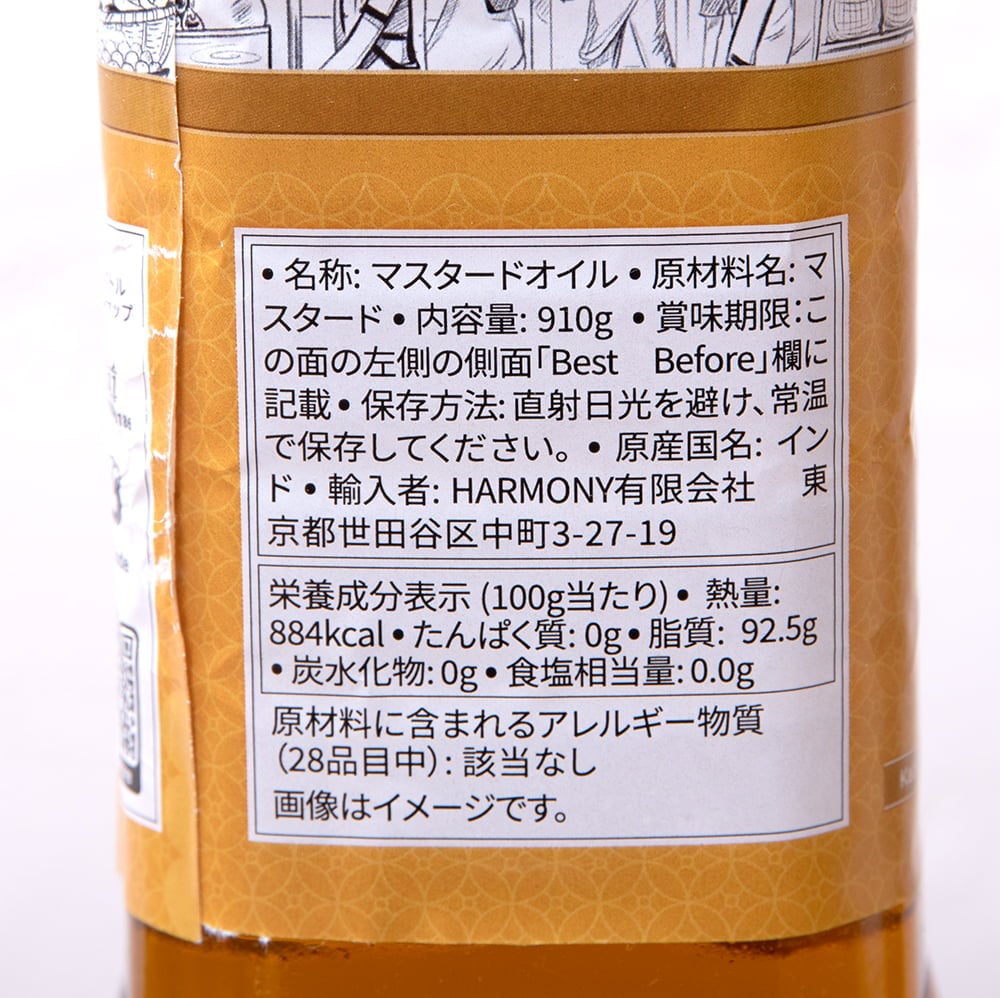 • 名称: マスタードオイル • 原材料名: マ
スタード • 内容量: 910g • 賞味期限:こ
の面の左側の側面「Best Before」欄に
記載 • 保存方法: 直射日光を避け、常温
で保存してください。 • 原産国名: イン
ド • 輸入者: HARMONY有限会社 東
京都世田谷区中町3-27-19
栄養成分表示 (100g当たり) • 熱量:
884kcal • たんぱく質: 0g • 脂質: 92.5g
• 炭水化物: 0g • 食塩相当量: 0.0g
原材料に含まれるアレルギー物質
(28品目中) : 該当なし
画像はイメージです。